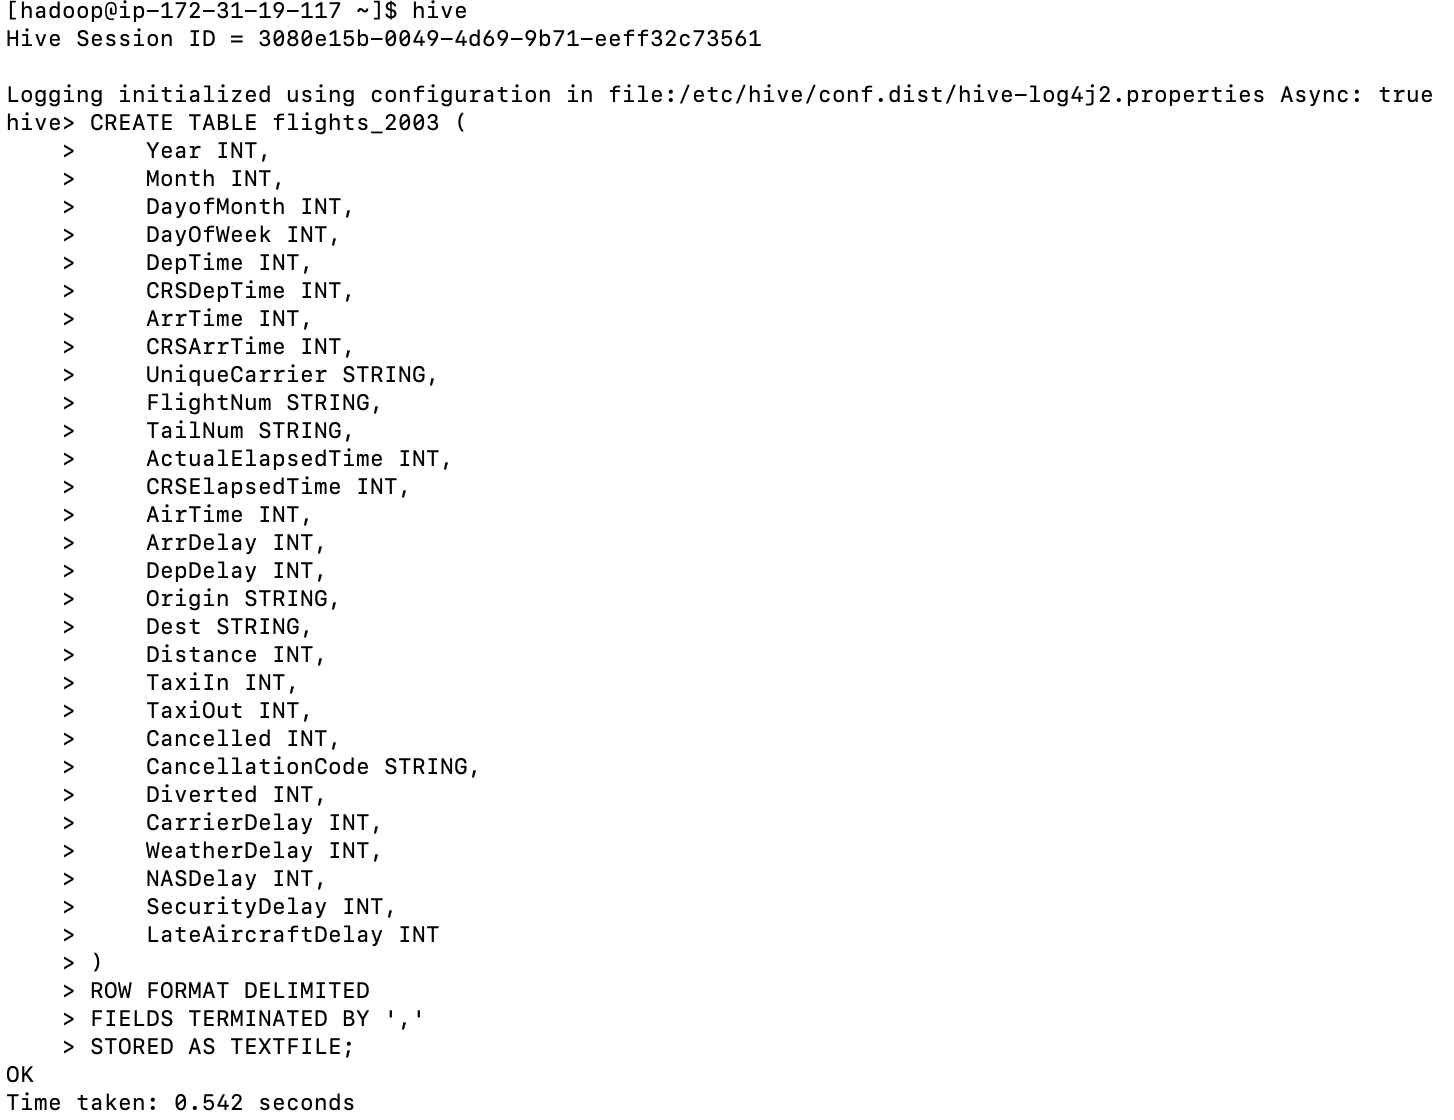 [hadoop@ip-172-31-19-117 ~]$ hive
Hive Session ID = 3080e15b-0049-4d69-9b71-eeff32c73561
Logging initialized using configuration in file:/etc/hive/conf.dist/hive-log4j2.properties Async: true
hive> CREATE TABLE flights_2003 (
    >     Year INT,
    >     Month INT,
    >     DayofMonth INT,
    >     DayOfWeek INT,
    >     DepTime INT,
    >     CRSDepTime INT,
    >     ArrTime INT,
    >     CRSArrTime INT,
    >     UniqueCarrier STRING,
    >     FlightNum STRING,
    >     TailNum STRING,
    >     ActualElapsedTime INT,
    >     CRSElapsedTime INT,
    >     AirTime INT,
    >     ArrDelay INT,
    >     DepDelay INT,
    >     Origin STRING,
    >     Dest STRING,
    >     Distance INT,
    >     TaxiIn INT,
    >     TaxiOut INT,
    >     Cancelled INT,
    >     CancellationCode STRING,
    >     Diverted INT,
    >     CarrierDelay INT,
    >     WeatherDelay INT,
    >     NASDelay INT,
    >     SecurityDelay INT,
    >     LateAircraftDelay INT
    > )
    > ROW FORMAT DELIMITED
    > FIELDS TERMINATED BY ','
    > STORED AS TEXTFILE;
OK
Time taken: 0.542 seconds